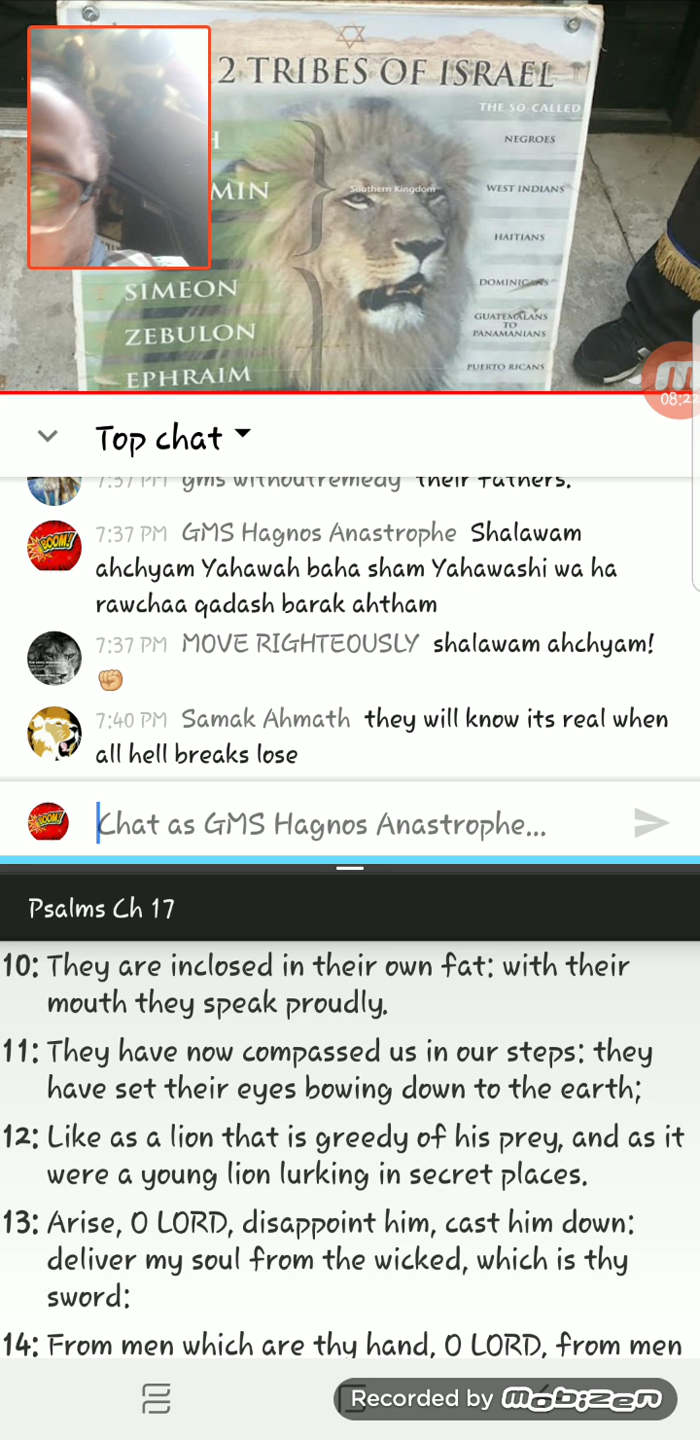 2 TRIBES OF ISRAEL
THE SO-CALLED
H
NEGROES
MIN
Southern Kingdom
WEST INDIANS
HAITIANS
SIMEON
DOMINICANS
ZEBULON
GUATEMALANS
TO
PANAMANIANS
EPHRAIM
PUERTO RICANS
08:22
Top chat
7:37 PM gms withoutremedy their fathers.
7:37 PM GMS Hagnos Anastrophe Shalawam
ahchyam Yahawah baha sham Yahawashi wa ha
rawchaa qadash barak ahtham
BOOM!
7:37 PM MOVE RIGHTEOUSLY shalawam ahchyam!
7:40 PM Samak Ahmath they will know its real when
all hell breaks lose
BOOM!
Chat as GMS Hagnos Anastrophe...
Psalms Ch 17
10: They are inclosed in their own fat: with their
mouth they speak proudly.
11: They have now compassed us in our steps: they
have set their eyes bowing down to the earth;
12: Like as a lion that is greedy of his prey, and as it
were a young lion lurking in secret places.
13: Arise, O LORD, disappoint him, cast him down:
deliver my soul from the wicked, which is thy
sword:
14: From men which are thy hand, O LORD, from men
Recorded by mobizen